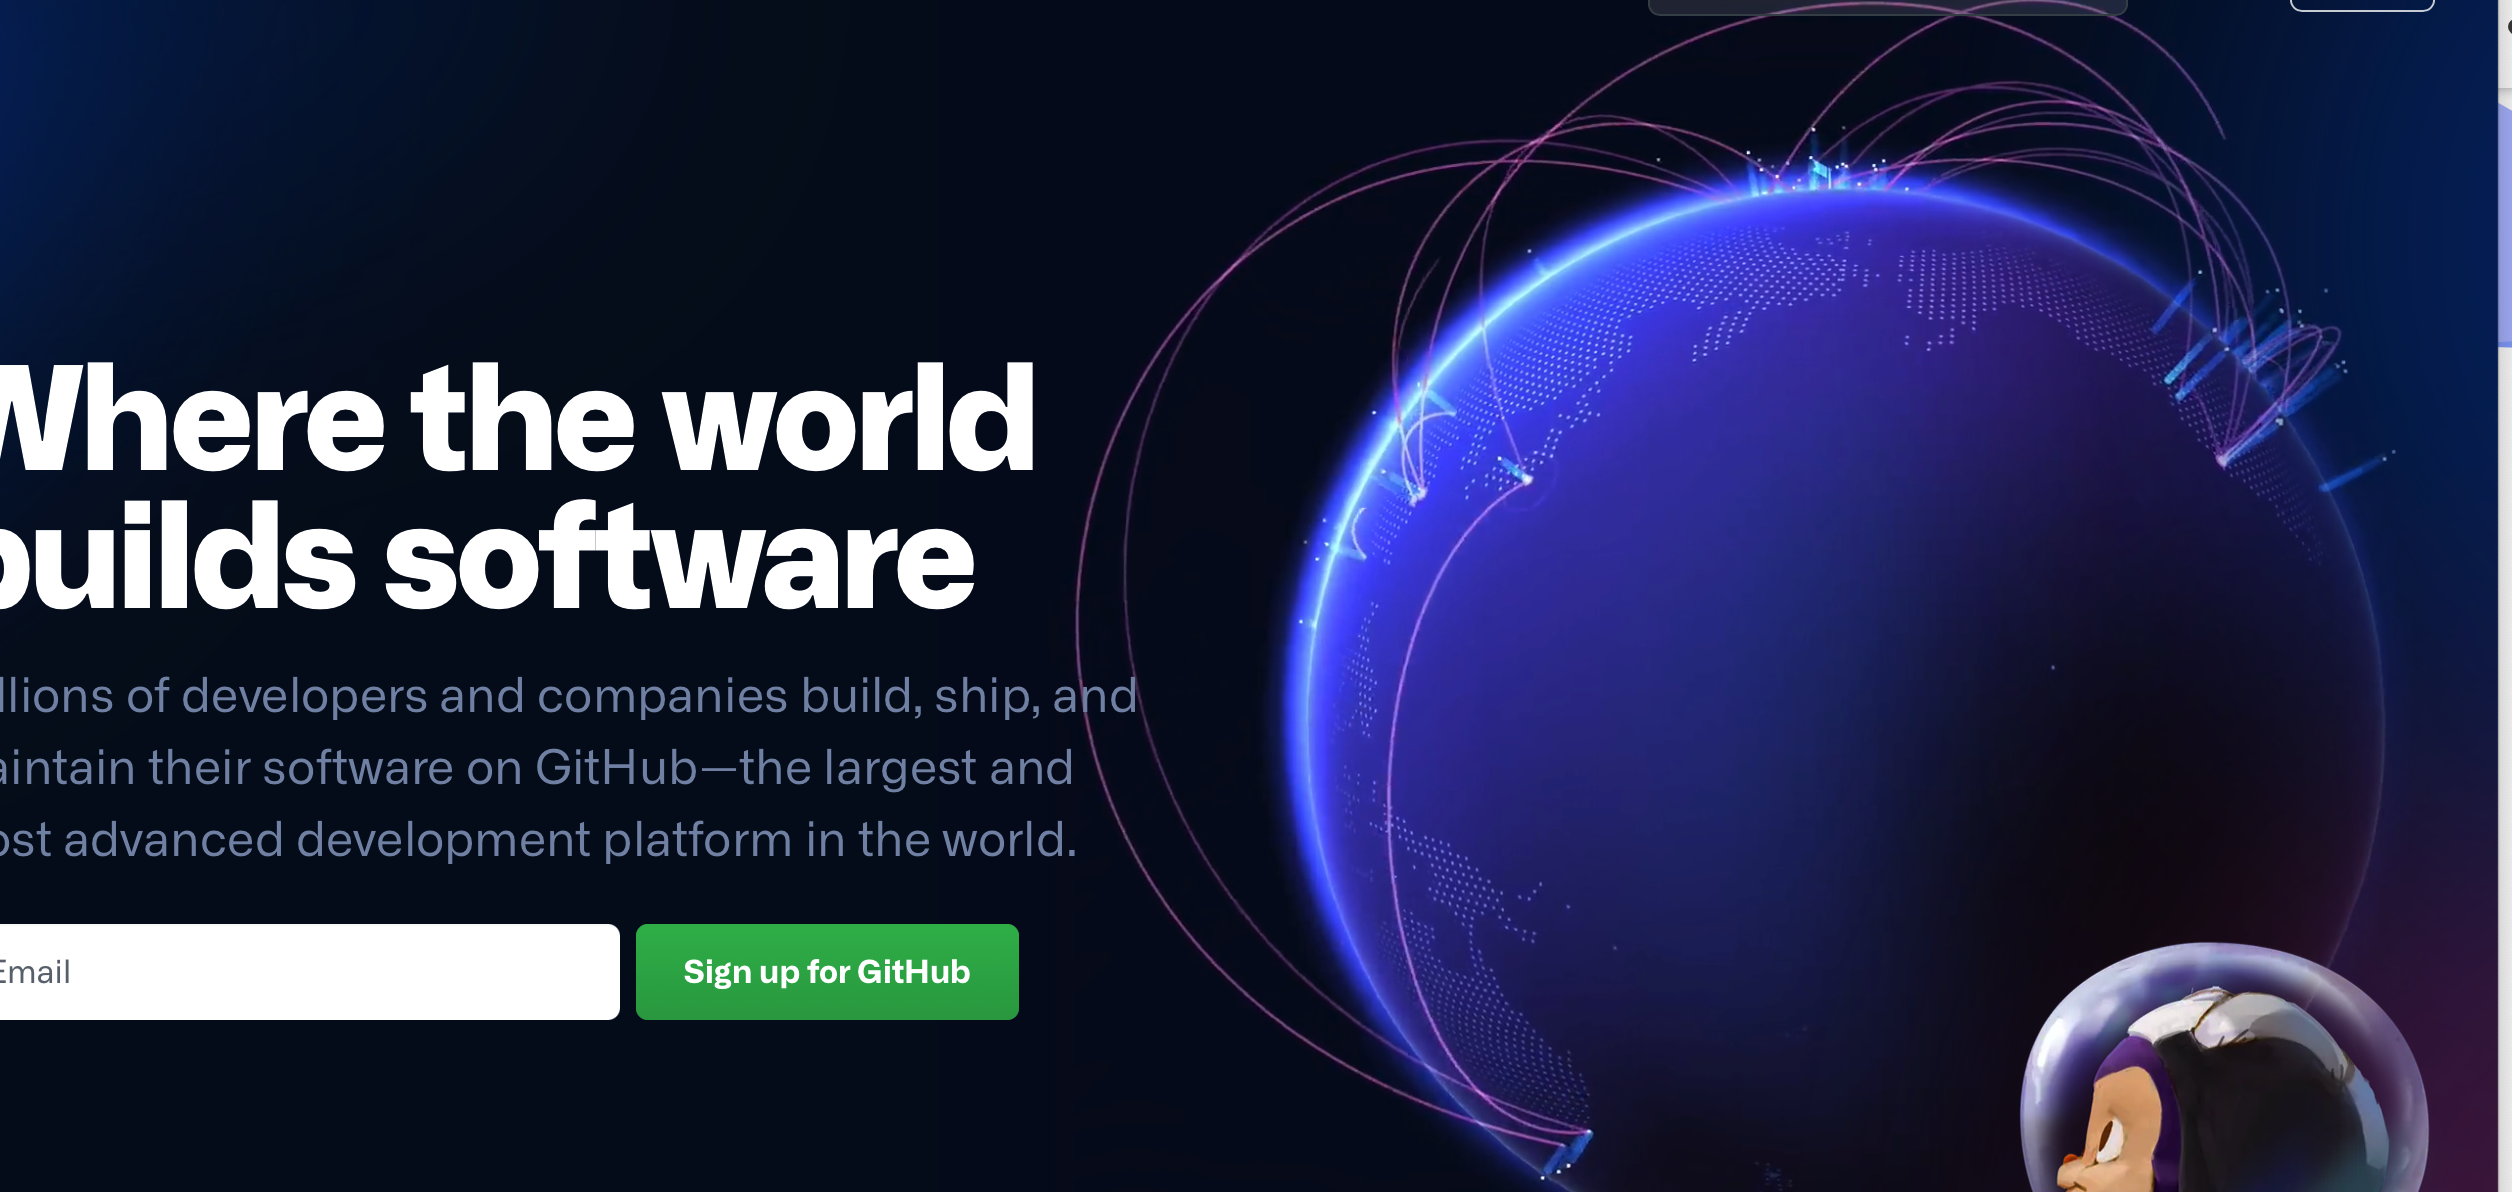 Where the world
builds software
llions of developers and companies build, ship, and
aintain their software on GitHub—the largest and
ost advanced development platform in the world.
Email
Sign up for GitHub